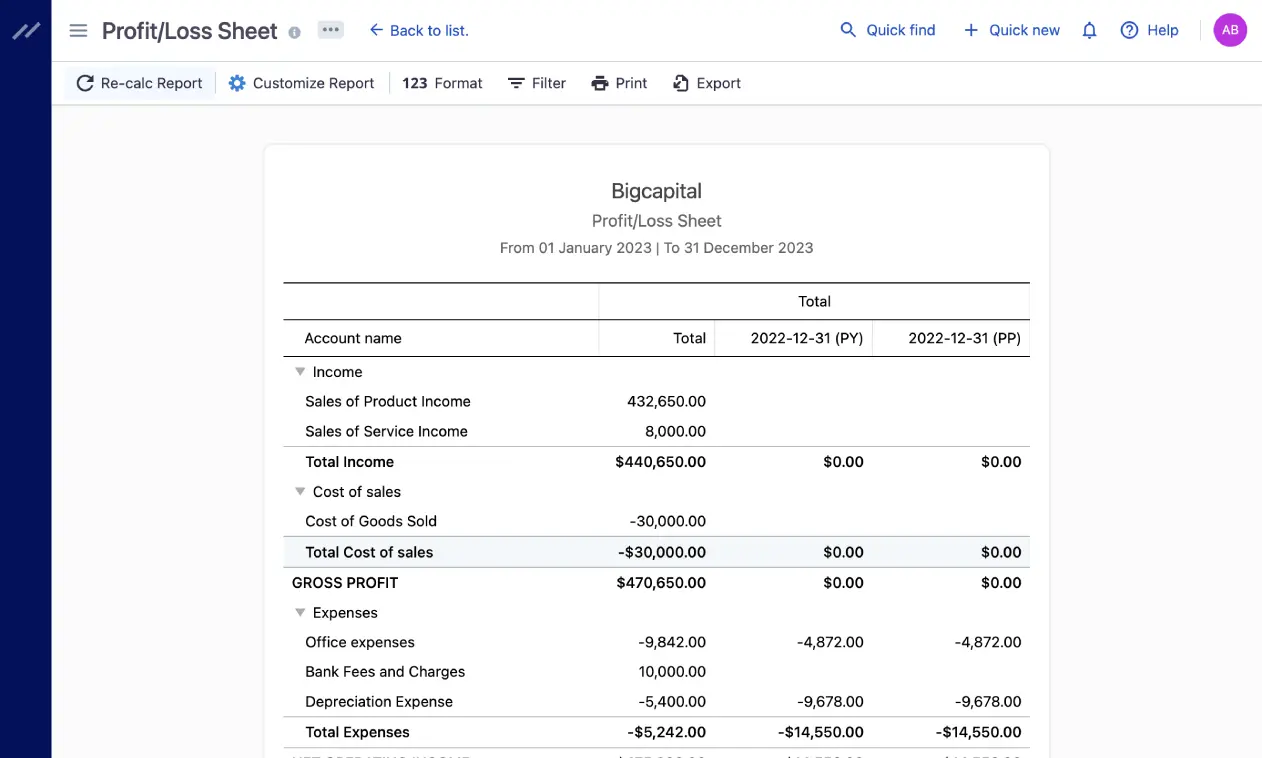 Profit/Loss Sheet ••• Back to list. Quick find Quick new Help AB
Re-calc Report Customize Report 123 Format Filter Print Export
Bigcapital
Profit/Loss Sheet
From 01 January 2023 | To 31 December 2023
Total
Account name Total 2022-12-31 (PY) 2022-12-31 (PP)
Income
Sales of Product Income 432,650.00
Sales of Service Income 8,000.00
Total Income $440,650.00 $0.00 $0.00
Cost of sales
Cost of Goods Sold -30,000.00
Total Cost of sales -$30,000.00 $0.00 $0.00
GROSS PROFIT $470,650.00 $0.00 $0.00
Expenses
Office expenses -9,842.00 -4,872.00 -4,872.00
Bank Fees and Charges 10,000.00
Depreciation Expense -5,400.00 -9,678.00 -9,678.00
Total Expenses -$5,242.00 -$14,550.00 -$14,550.00